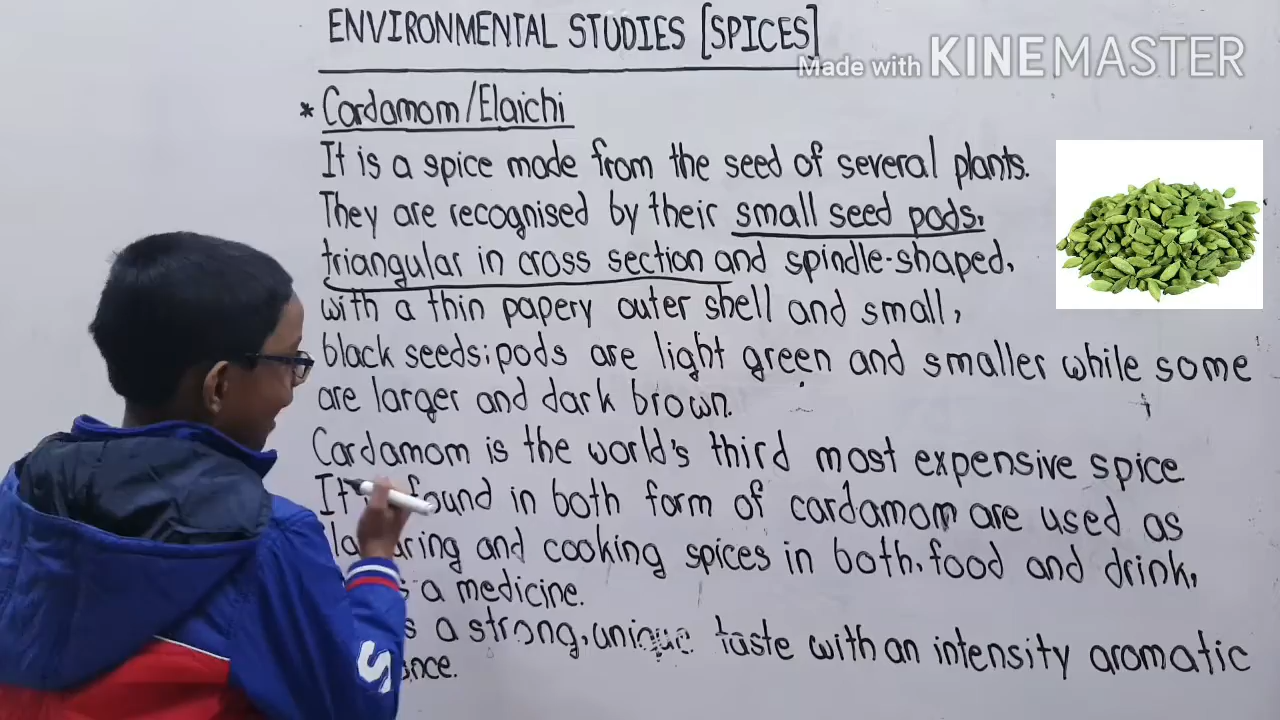 ENVIRONMENTAL STUDIES [SPICES]
Made with KINEMASTER
* Cardamom/Elaichi
It is a spice made from the seed of several plants.
They are recognised by their small seed pods,
triangular in cross section and spindle-shaped,
with a thin papery outer shell and small,
black seeds; pods are light green and smaller while some
are larger and dark brown.
Cardamom is the world's third most expensive spice
It found in both form of cardamom are used as
and cooking spices in both, food and drink,
a medicine.
a strong, unique taste with an intensity aromatic
S